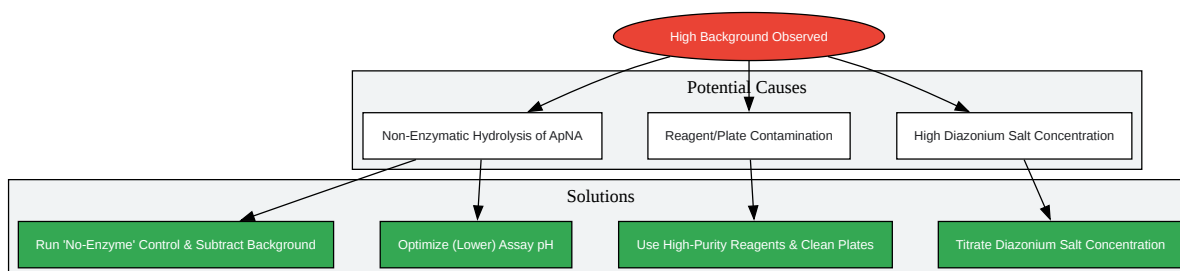 High Background Observed
Potential Causes
Non-Enzymatic Hydrolysis of ApNA
Reagent/Plate Contamination
High Diazonium Salt Concentration
Solutions
Run 'No-Enzyme' Control & Subtract Background
Optimize (Lower) Assay pH
Use High-Purity Reagents & Clean Plates
Titrate Diazonium Salt Concentration